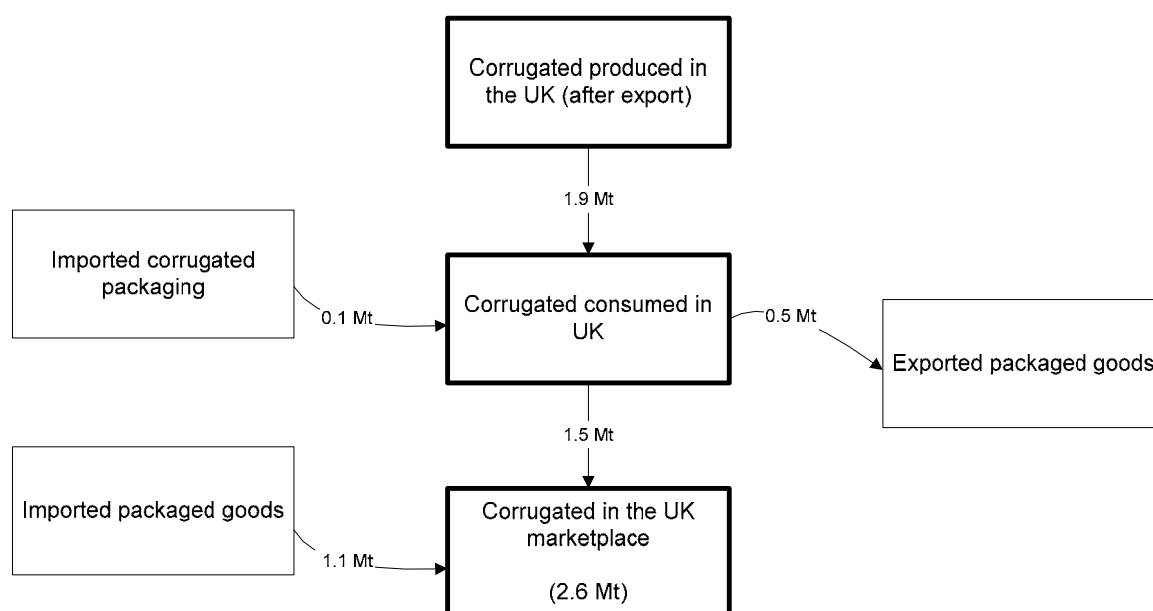 Corrugated produced in
the UK (after export)
1.9 Mt
Imported corrugated
packaging
0.1 Mt
Corrugated consumed in
UK
0.5 Mt
Exported packaged goods
1.5 Mt
Imported packaged goods
1.1 Mt
Corrugated in the UK
marketplace
(2.6 Mt)